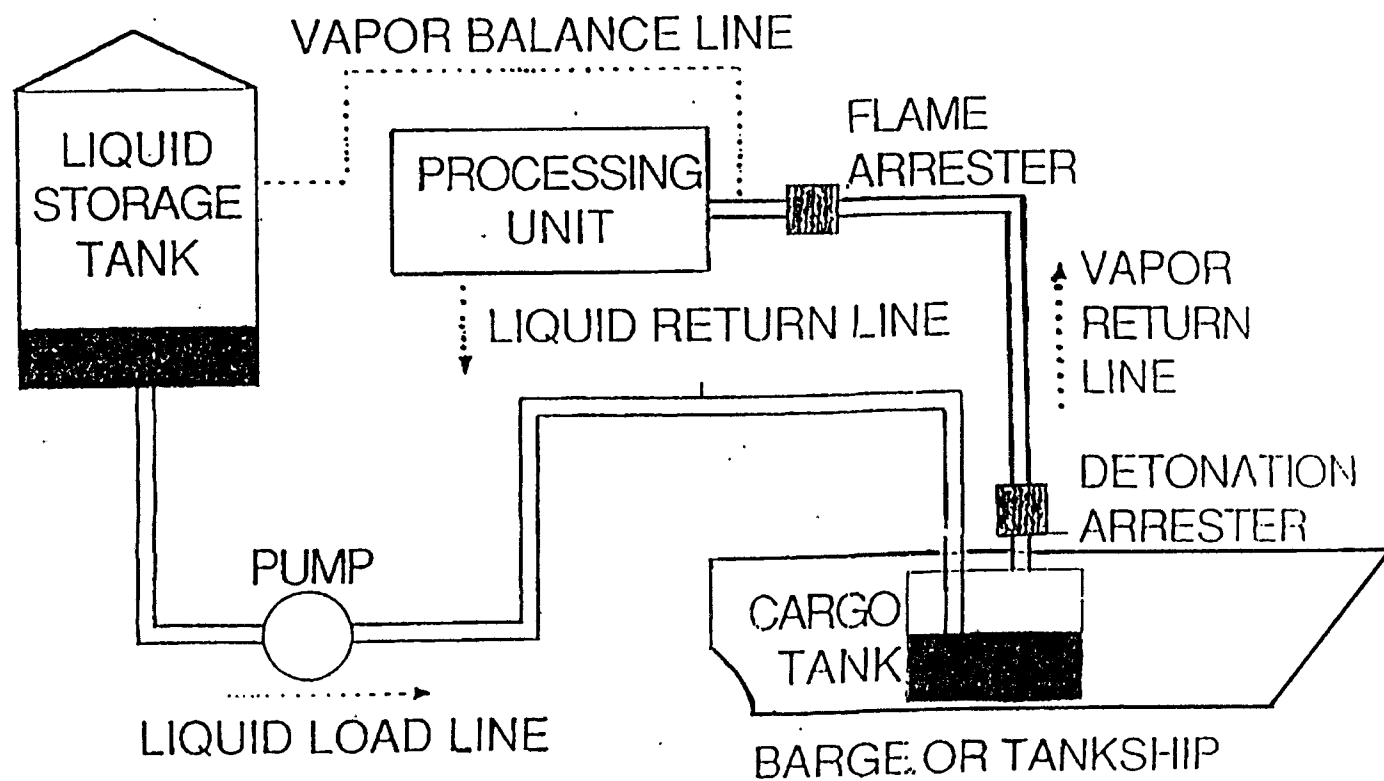 VAPOR BALANCE LINE
LIQUID
STORAGE
TANK
PROCESSING
UNIT
FLAME
ARRESTER
VAPOR
RETURN
LINE
LIQUID RETURN LINE
DETONATION
ARRESTER
PUMP
CARGO
TANK
LIQUID LOAD LINE
BARGE OR TANKSHIP